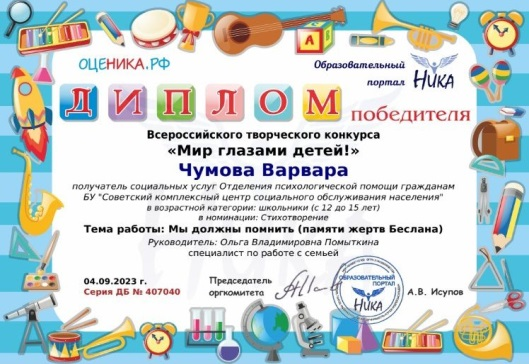 ОЦЕНИКА.РФ
Образовательный
портал НИКА
ДИПЛОМ победителя
Всероссийского творческого конкурса
«Мир глазами детей!»
Чумова Варвара
получатель социальных услуг Отделения психологической помощи гражданам
БУ "Советский комплексный центр социального обслуживания населения"
в возрастной категории: школьники (с 12 до 15 лет)
в номинации: Стихотворение
Тема работы: Мы должны помнить (памяти жертв Беслана)
Руководитель: Ольга Владимировна Помыткина
специалист по работе с семьей
04.09.2023 г.
Серия ДБ № 407040
Председатель
оргкомитета
ОБРАЗОВАТЕЛЬНЫЙ
ПОРТАЛ
НИКА
А.В. Исупов